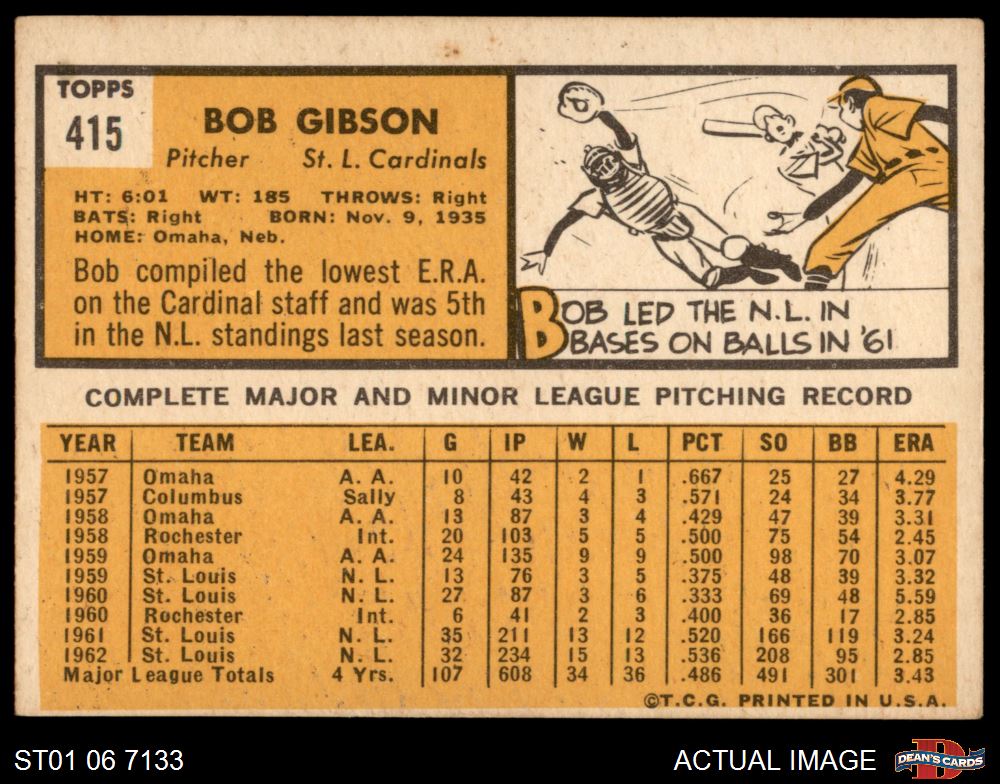 TOPPS
415
BOB GIBSON
Pitcher St. L. Cardinals
HT: 6:01 WT: 185 THROWS: Right
BATS: Right BORN: Nov. 9, 1935
HOME: Omaha, Neb.
Bob compiled the lowest E.R.A.
on the Cardinal staff and was 5th
in the N.L. standings last season.
BOB LED THE N.L. IN
BASES ON BALLS IN '61
COMPLETE MAJOR AND MINOR LEAGUE PITCHING RECORD
YEAR TEAM LEA. G IP W L PCT SO BB ERA
1957 Omaha A. A. 10 42 2 1 .667 25 27 4.29
1957 Columbus Sally 8 43 4 3 .571 24 34 3.77
1958 Omaha A. A. 13 87 3 4 .429 47 39 3.31
1958 Rochester Int. 20 103 5 5 .500 75 54 2.45
1959 Omaha A. A. 24 135 9 9 .500 98 70 3.07
1959 St. Louis N. L. 13 76 3 5 .375 48 39 3.32
1960 St. Louis N. L. 27 87 3 6 .333 69 48 5.59
1960 Rochester Int. 6 41 2 3 .400 36 17 2.85
1961 St. Louis N. L. 35 211 13 12 .520 166 119 3.24
1962 St. Louis N. L. 32 234 15 13 .536 208 95 2.85
Major League Totals 4 Yrs. 107 608 34 36 .486 491 301 3.43
©T.C.G. PRINTED IN U.S.A.
ST01 06 7133
ACTUAL IMAGE
DEAN'S CARDS